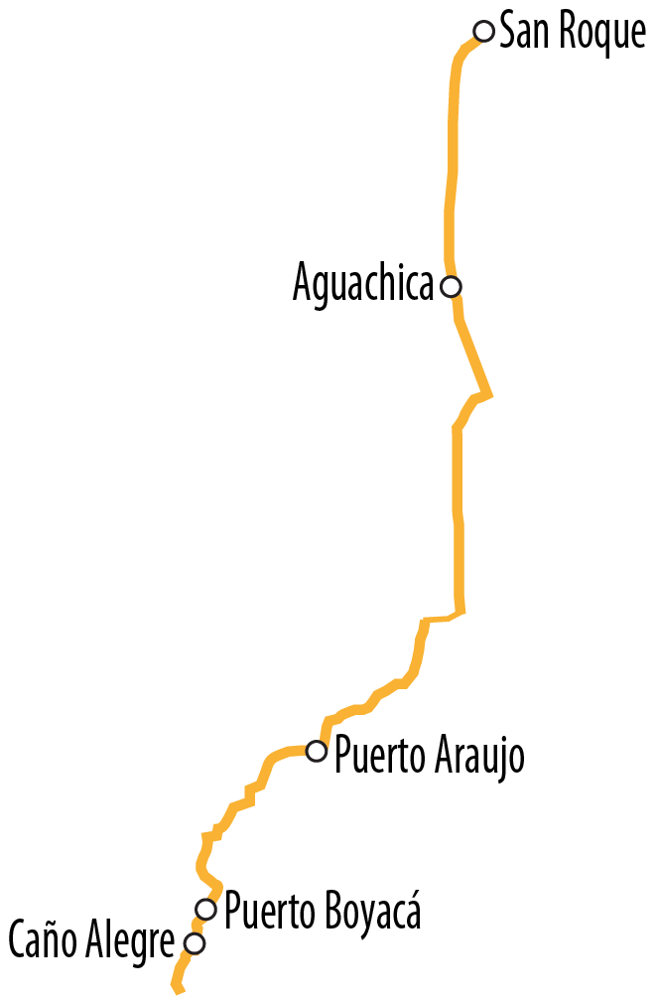 San Roque
Aguachica
Puerto Araujo
Puerto Boyacá
Caño Alegre